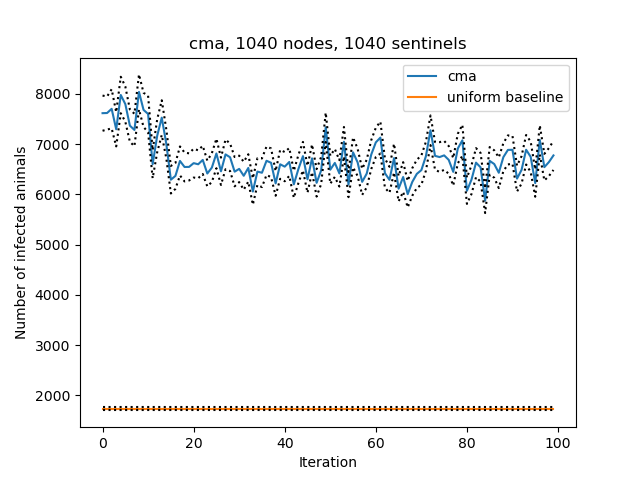 cma, 1040 nodes, 1040 sentinels
cma
uniform baseline
Number of infected animals
8000
7000
6000
5000
4000
3000
2000
0 20 40 60 80 100
Iteration